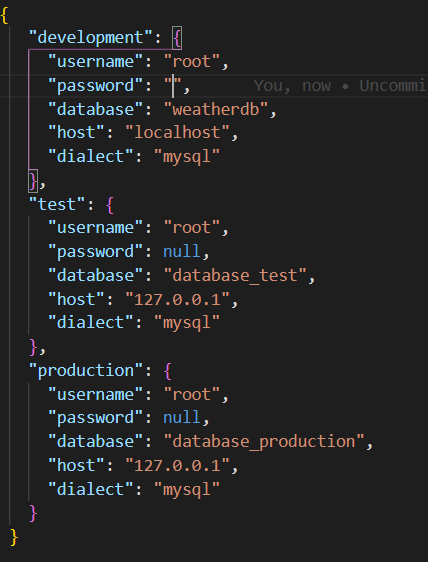 {
"development": {
"username": "root",
"password": "",    You, now • Uncommi
"database": "weatherdb",
"host": "localhost",
"dialect": "mysql"
},
"test": {
"username": "root",
"password": null,
"database": "database_test",
"host": "127.0.0.1",
"dialect": "mysql"
},
"production": {
"username": "root",
"password": null,
"database": "database_production",
"host": "127.0.0.1",
"dialect": "mysql"
}
}